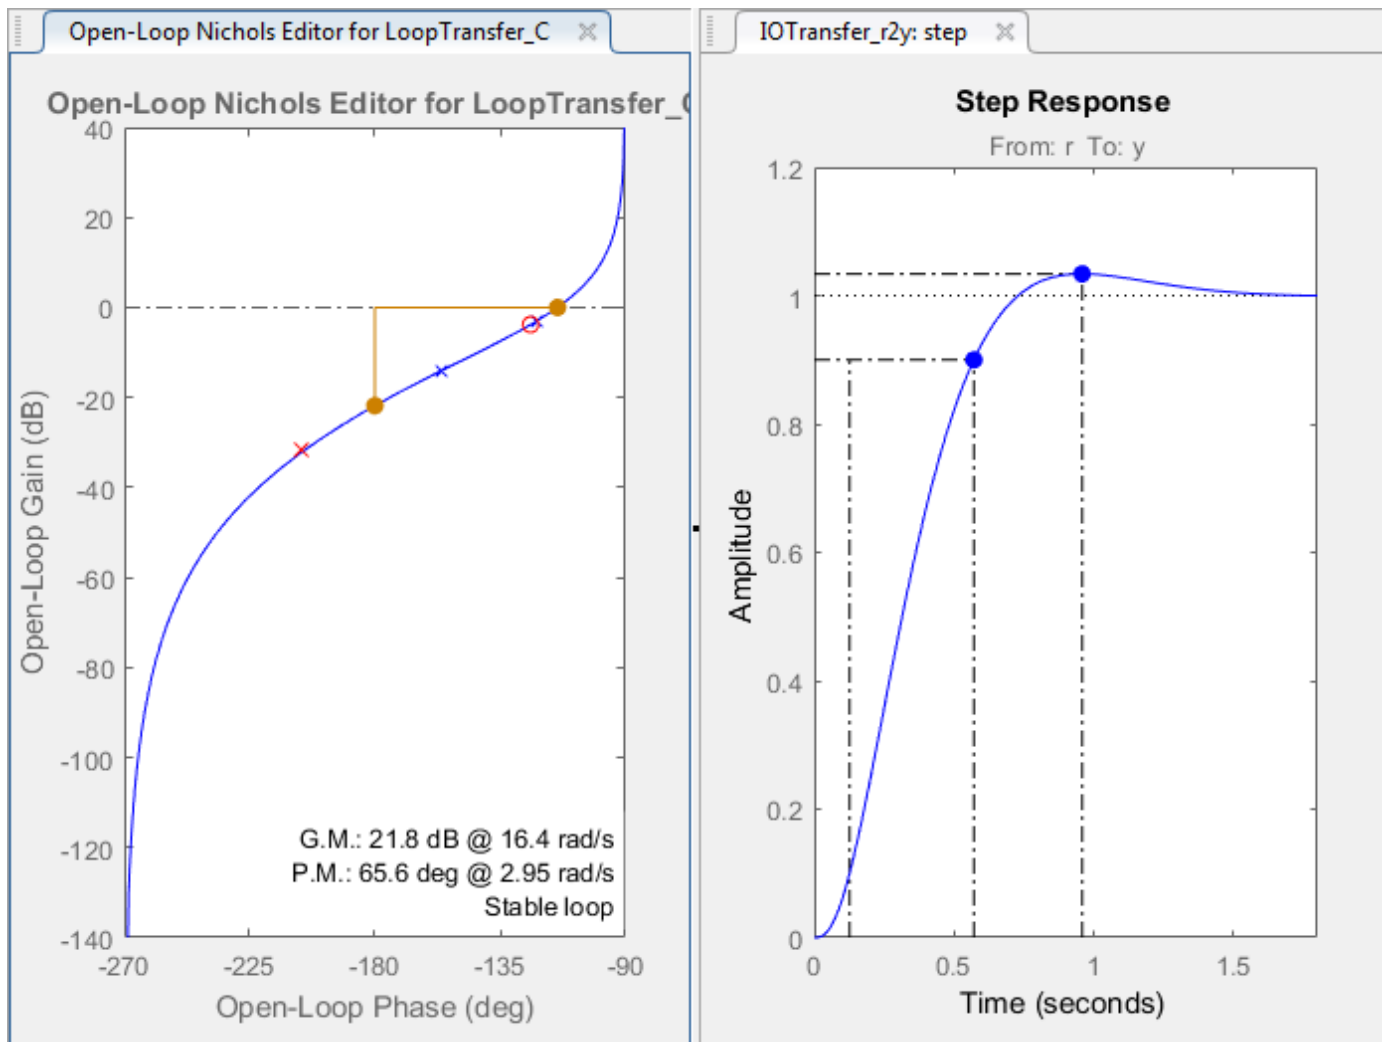 Open-Loop Nichols Editor for LoopTransfer_C
Open-Loop Nichols Editor for LoopTransfer_C
40
20
0
-20
-40
-60
-80
-100
-120
-140
Open-Loop Gain (dB)
G.M.: 21.8 dB @ 16.4 rad/s
P.M.: 65.6 deg @ 2.95 rad/s
Stable loop
-270 -225 -180 -135 -90
Open-Loop Phase (deg)
IOTransfer_r2y: step
Step Response
From: r To: y
1.2
1
0.8
0.6
0.4
0.2
0
Amplitude
0 0.5 1 1.5
Time (seconds)